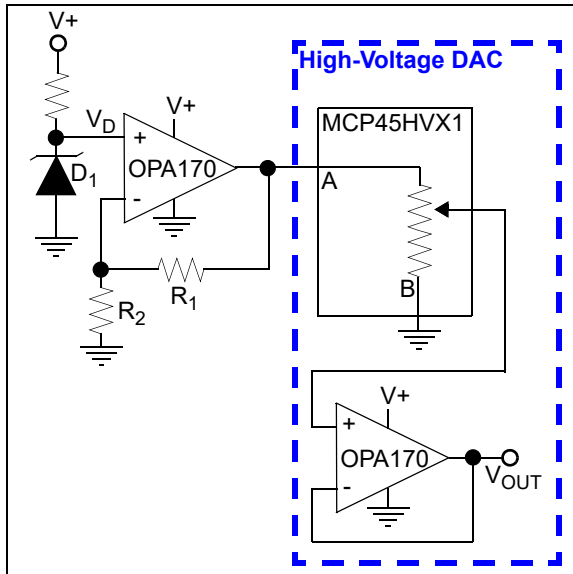 V+
High-Voltage DAC
V+
MCP45HVX1
VD
+
OPA170
-
D1
A
R1
B
R2
V+
+
OPA170
-
VOUT